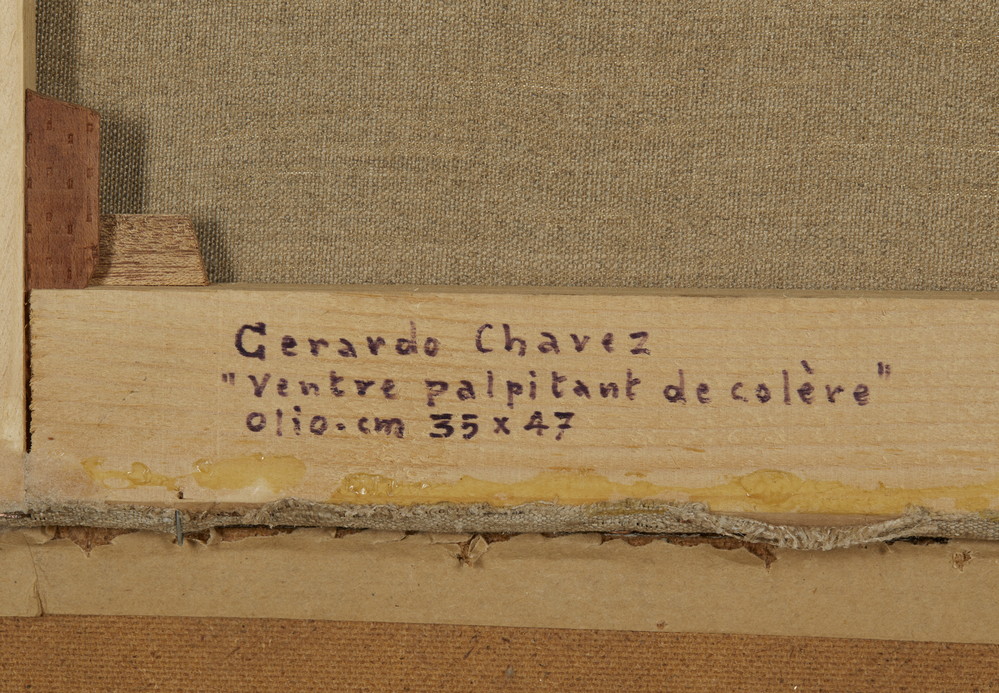 Gerardo Chavez
"Ventre palpitant de colère"
Olio.cm 35 x 47